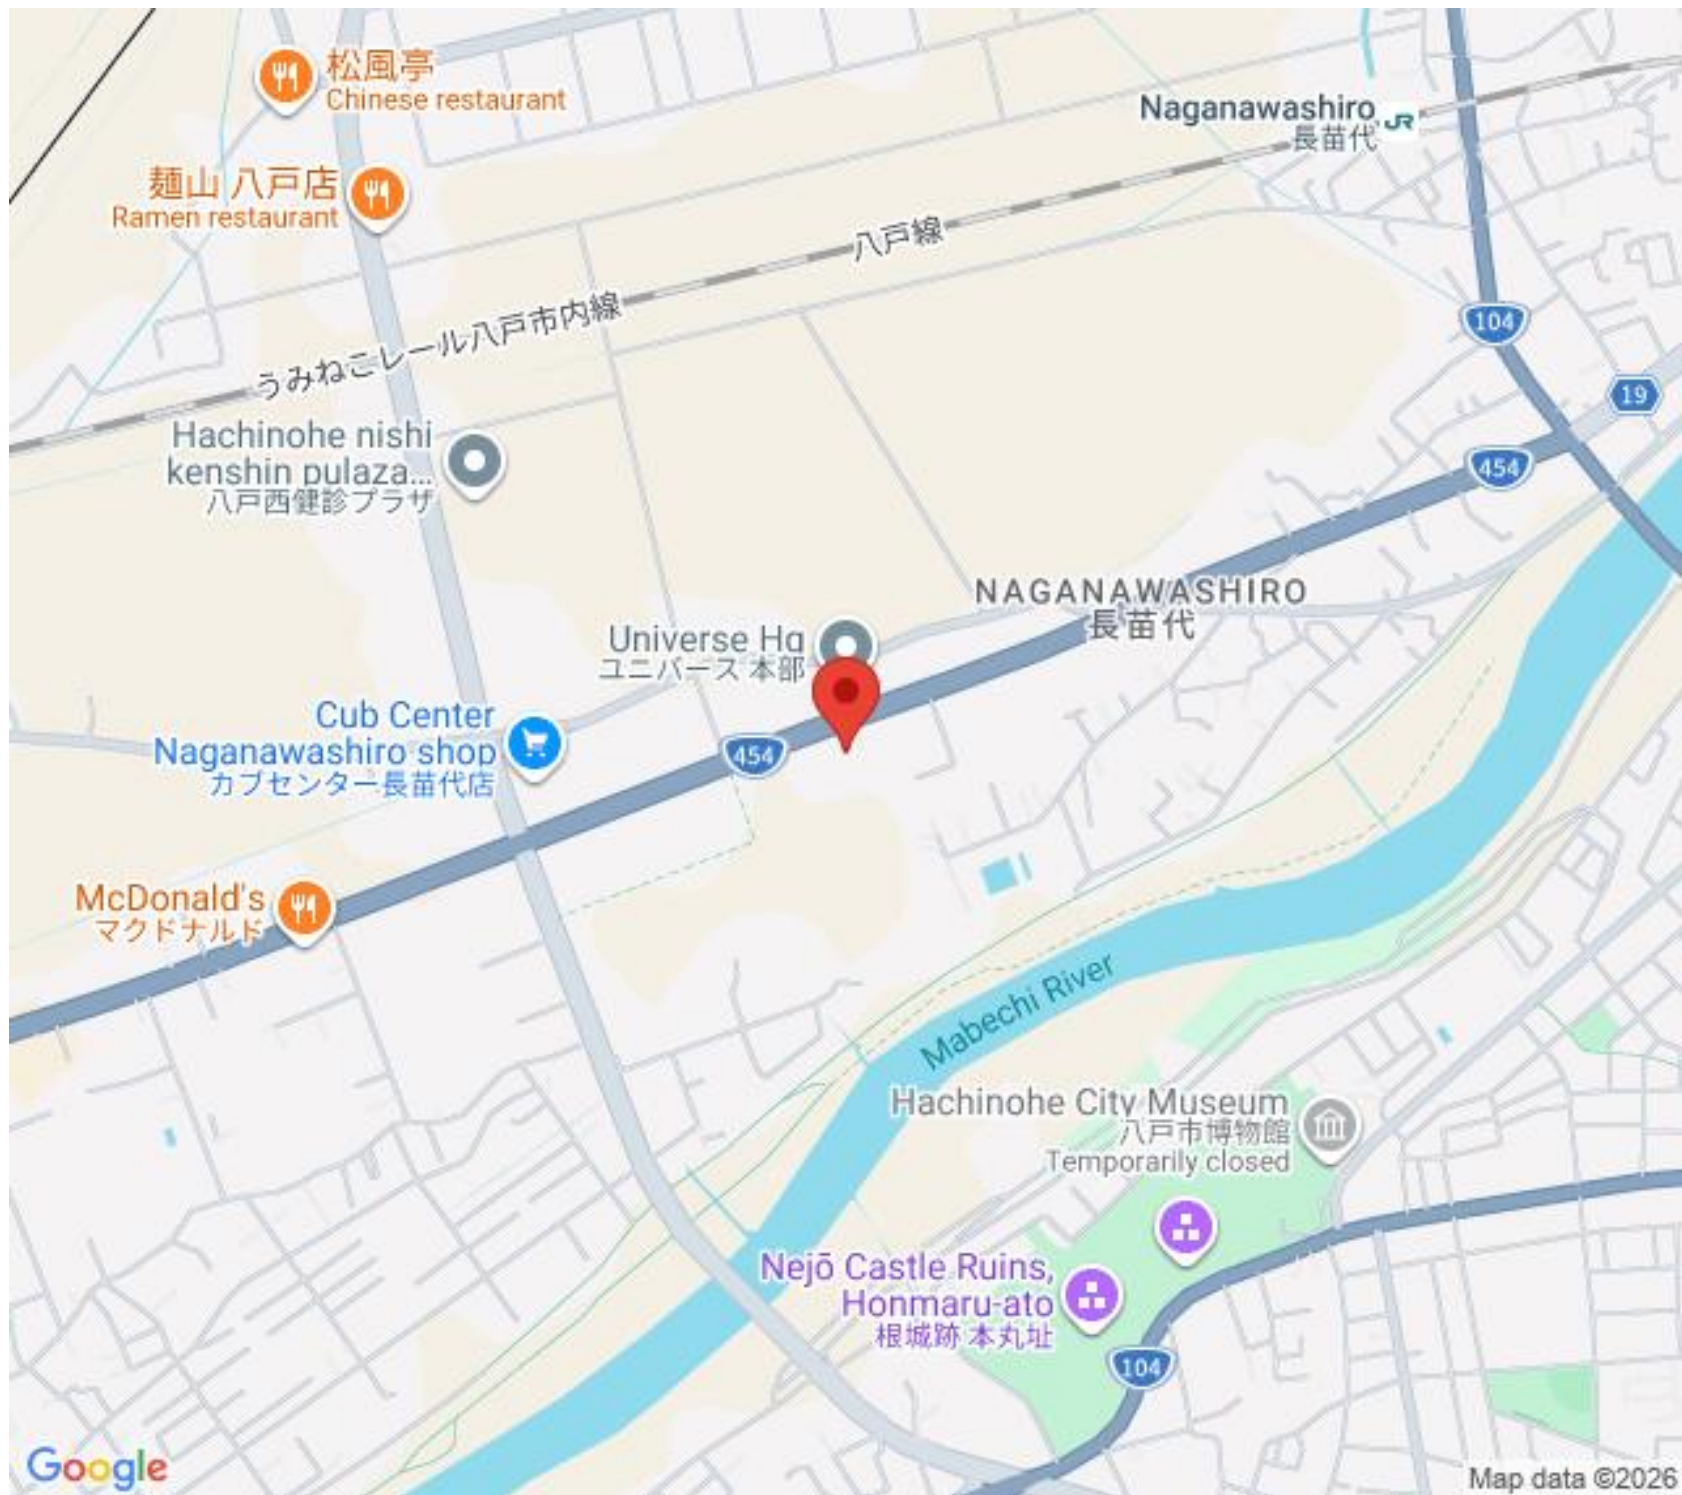 松風亭
Chinese restaurant
Naganawashiro
長苗代
JR
麺山 八戸店
Ramen restaurant
八戸線
うみねこレール八戸市内線
104
19
Hachinohe nishi
kenshin pulaza...
八戸西健診プラザ
454
NAGANAWASHIRO
長苗代
Universe Hq
ユニバース 本部
Cub Center
Naganawashiro shop
カブセンター長苗代店
454
McDonald's
マクドナルド
Mabechi River
Hachinohe City Museum
八戸市博物館
Temporarily closed
Nejō Castle Ruins,
Honmaru-ato
根城跡 本丸址
104
Google
Map data ©2026